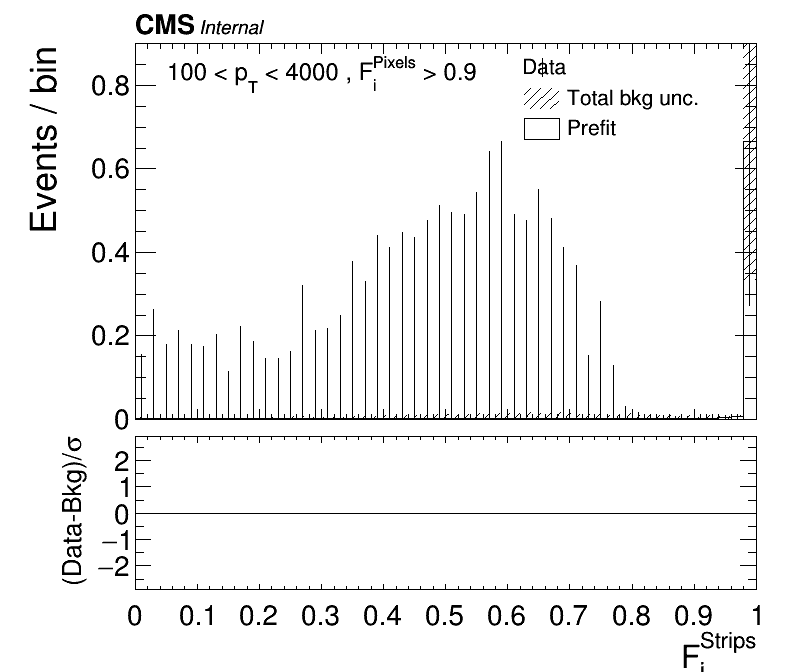 CMS Internal
100 < p_T < 4000 , F_i^Pixels > 0.9
Data
Total bkg unc.
Prefit
Events / bin
0.8
0.6
0.4
0.2
0
(Data-Bkg)/σ
2
1
0
−1
−2
0 0.1 0.2 0.3 0.4 0.5 0.6 0.7 0.8 0.9 1
F_i^Strips